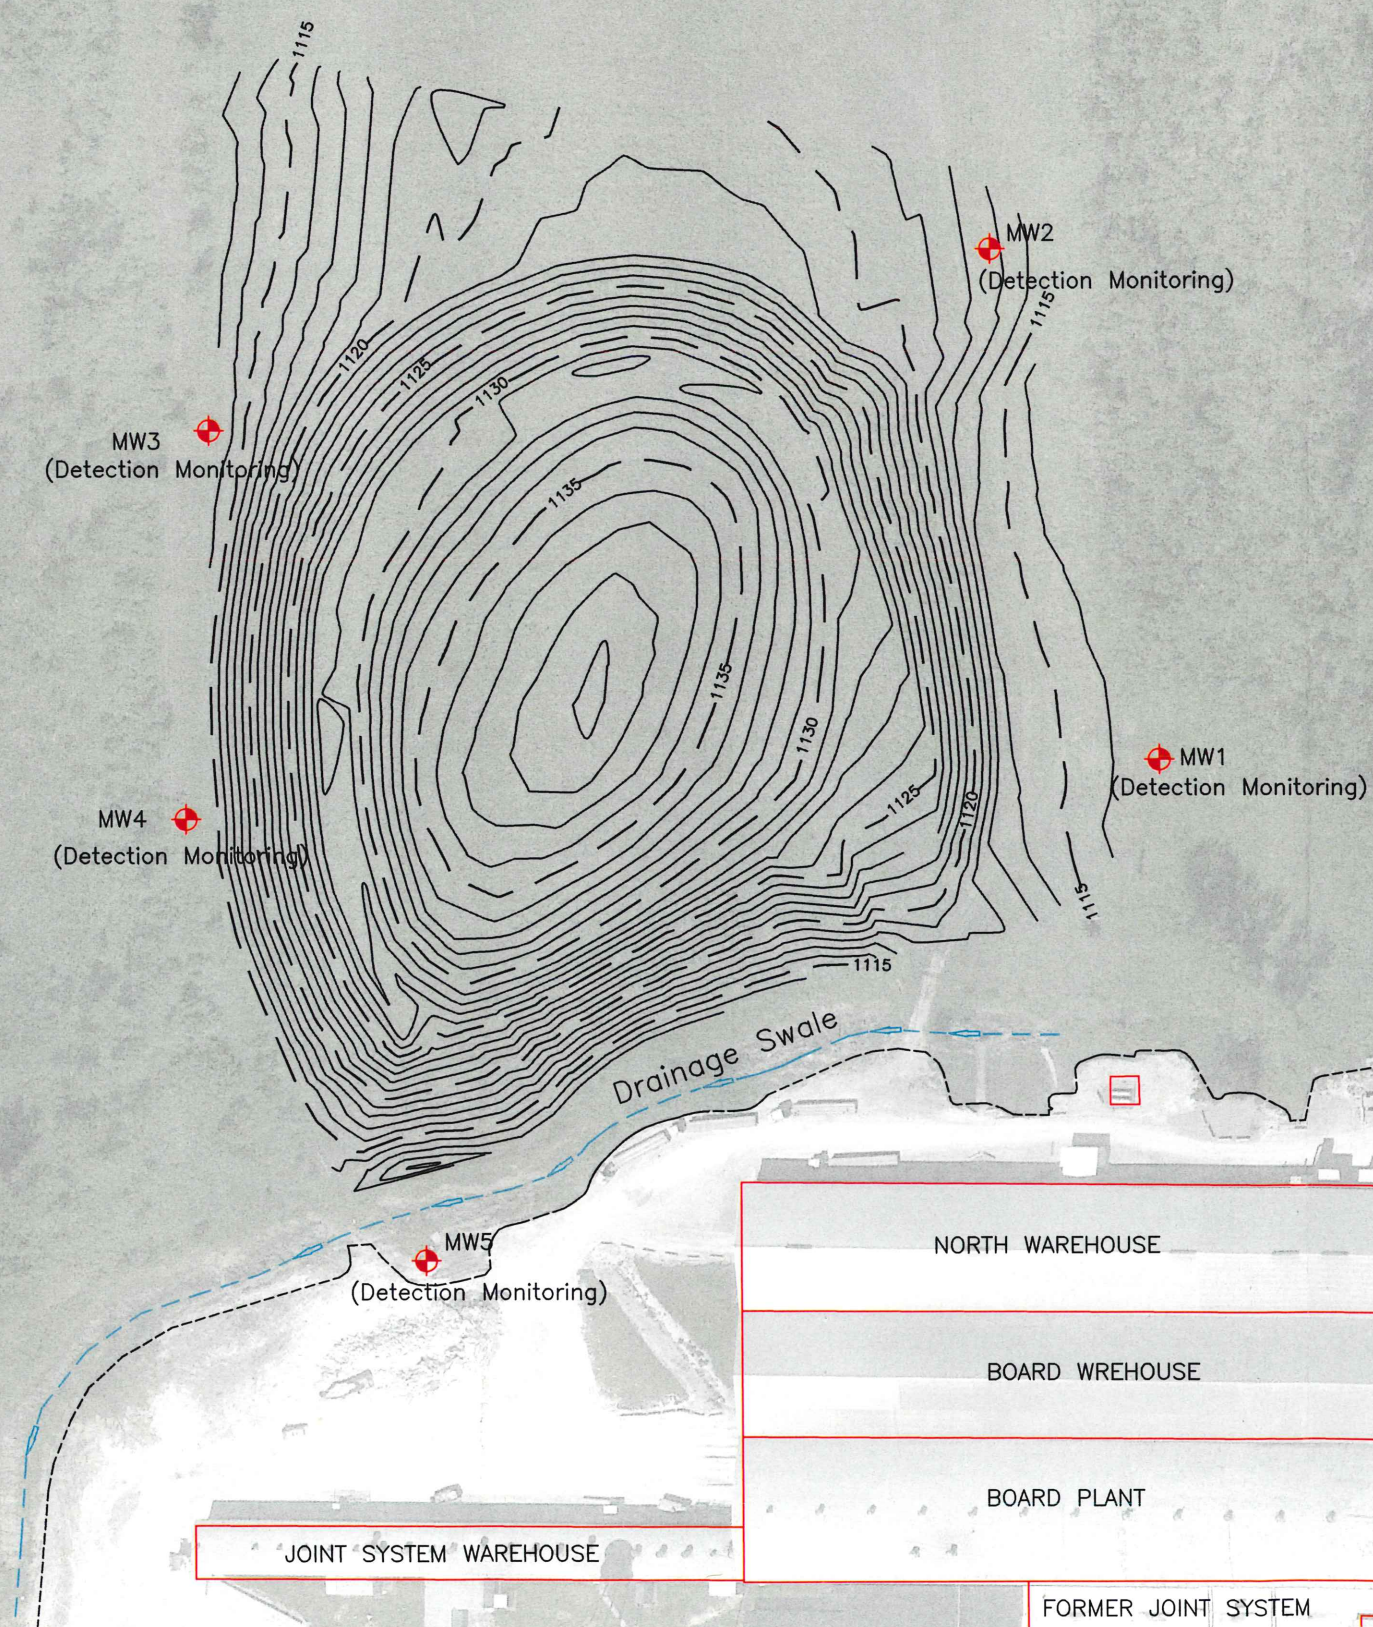 1115
MW2
(Detection Monitoring)
1115
1120
1125
1130
MW3
(Detection Monitoring)
1135
1135
1130
MW1
(Detection Monitoring)
1125
1120
MW4
(Detection Monitoring)
1115
1115
Drainage Swale
MW5
(Detection Monitoring)
NORTH WAREHOUSE
BOARD WREHOUSE
BOARD PLANT
JOINT SYSTEM WAREHOUSE
FORMER JOINT SYSTEM